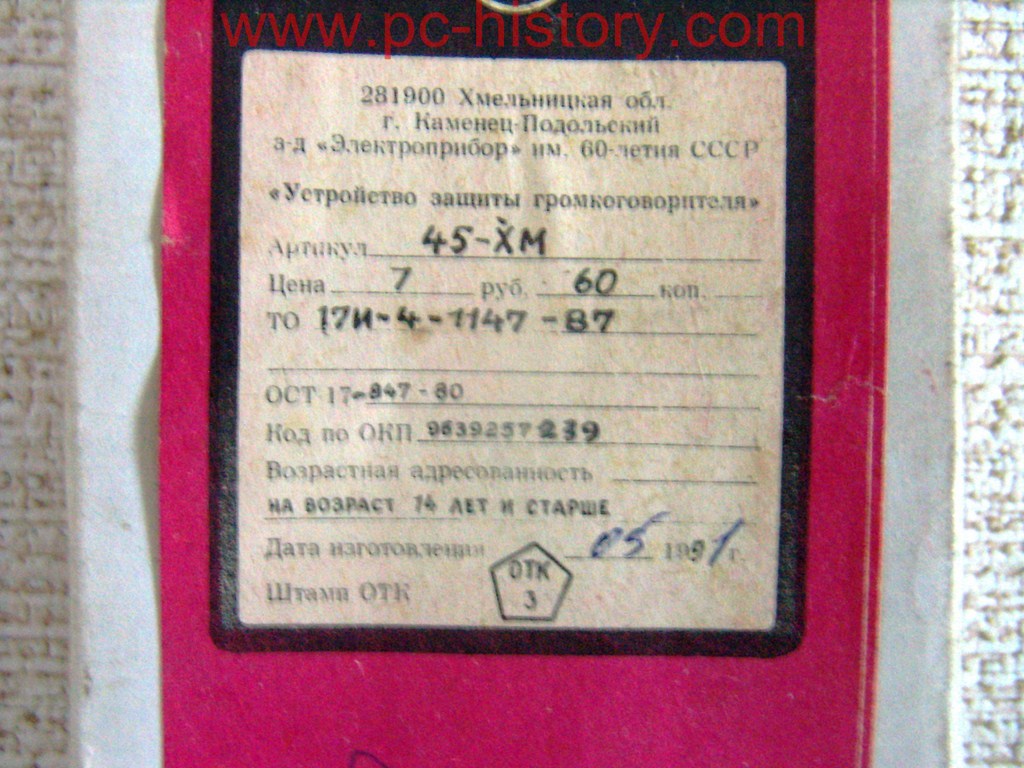 www.pc-history.com
281900 Хмельницкая обл.
г. Каменец-Подольский
з-д «Электроприбор» им. 60-летия СССР
«Устройство защиты громкоговорителя»
Артикул 45-ХМ
Цена 7 руб. 60 коп.
ТО 17И-4-1147-87
ОСТ 17-947-80
Код по ОКП 9639257239
Возрастная адресованность
НА ВОЗРАСТ 14 ЛЕТ И СТАРШЕ
Дата изготовления 05 1991 г.
Штамп ОТК
ОТК
3